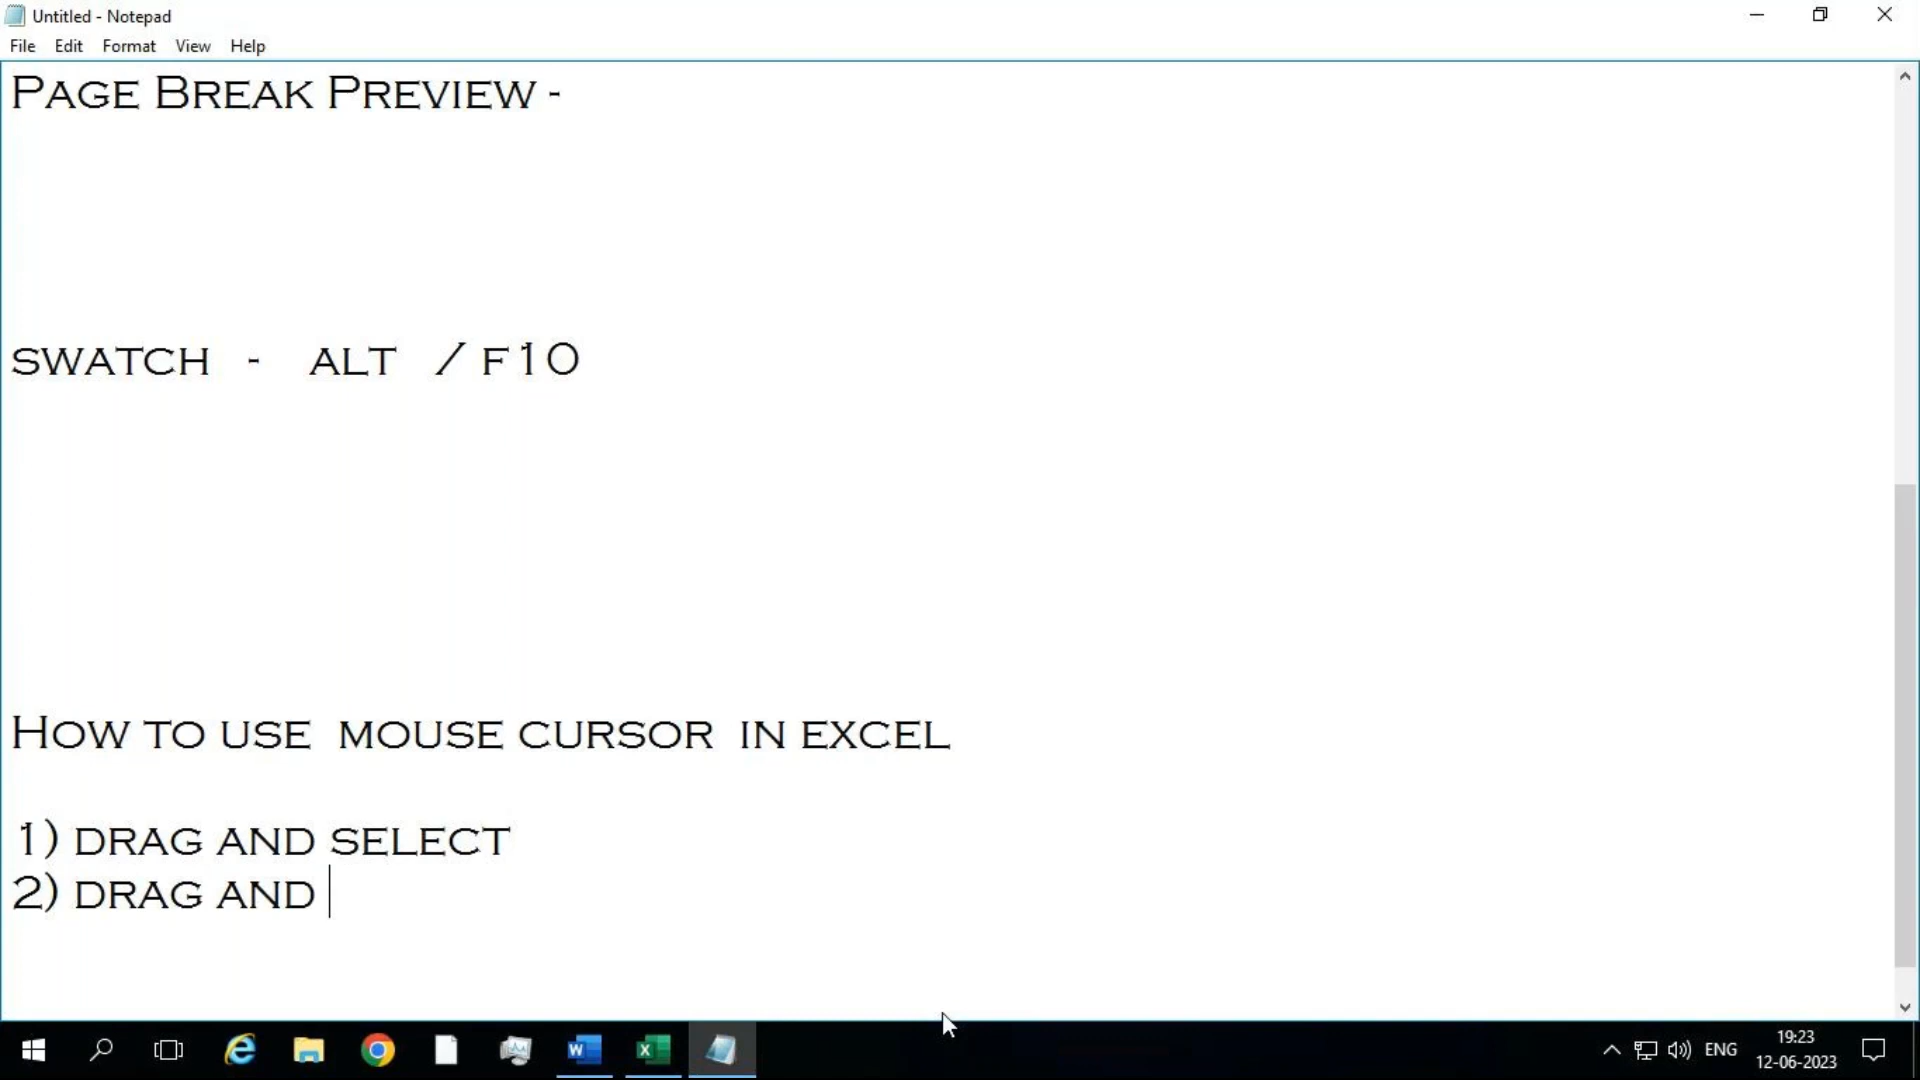 Untitled - Notepad
File Edit Format View Help
Page Break Preview -
swatch - alt / f10
How to use mouse cursor in excel
1) drag and select
2) drag and
ENG
19:23
12-06-2023